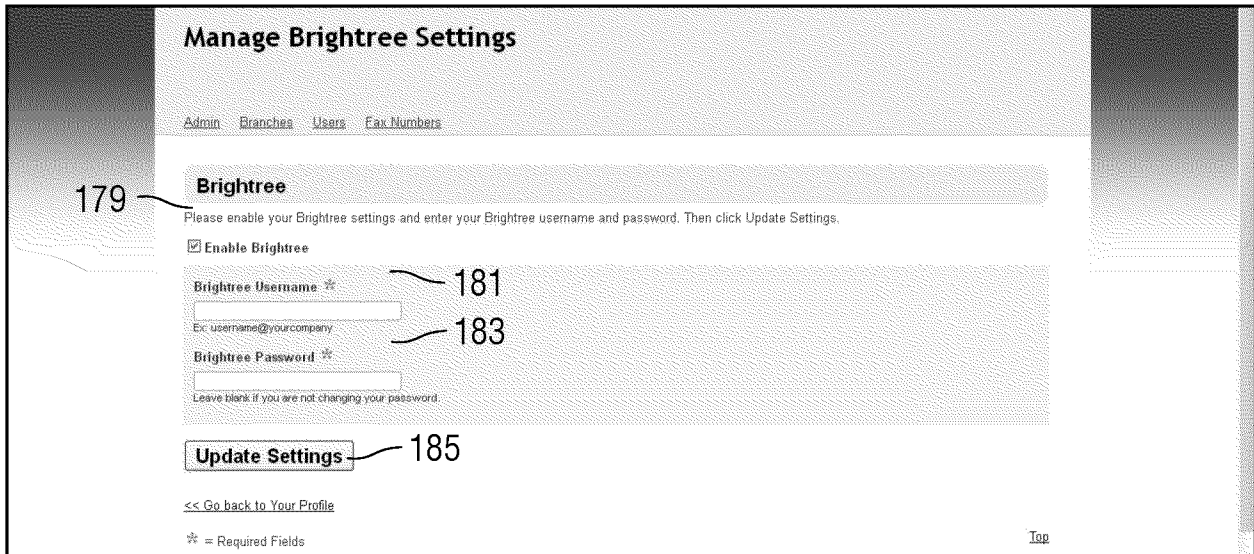 Manage Brightree Settings
Admin Branches Users Fax Numbers
Brightree
179
Please enable your Brightree settings and enter your Brightree username and password. Then click Update Settings.
Enable Brightree
181
Brightree Username *
Ex: username@yourcompany
183
Brightree Password *
Leave blank if you are not changing your password.
Update Settings 185
<< Go back to Your Profile
* = Required Fields Top